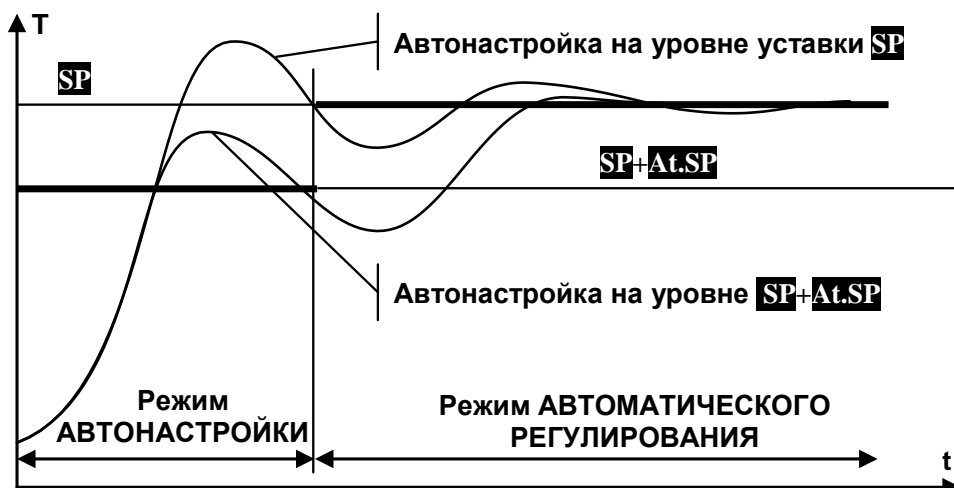 T
Автонастройка на уровне уставки SP
SP
SP+At.SP
Автонастройка на уровне SP+At.SP
Режим
АВТОНАСТРОЙКИ
Режим АВТОМАТИЧЕСКОГО
РЕГУЛИРОВАНИЯ
t